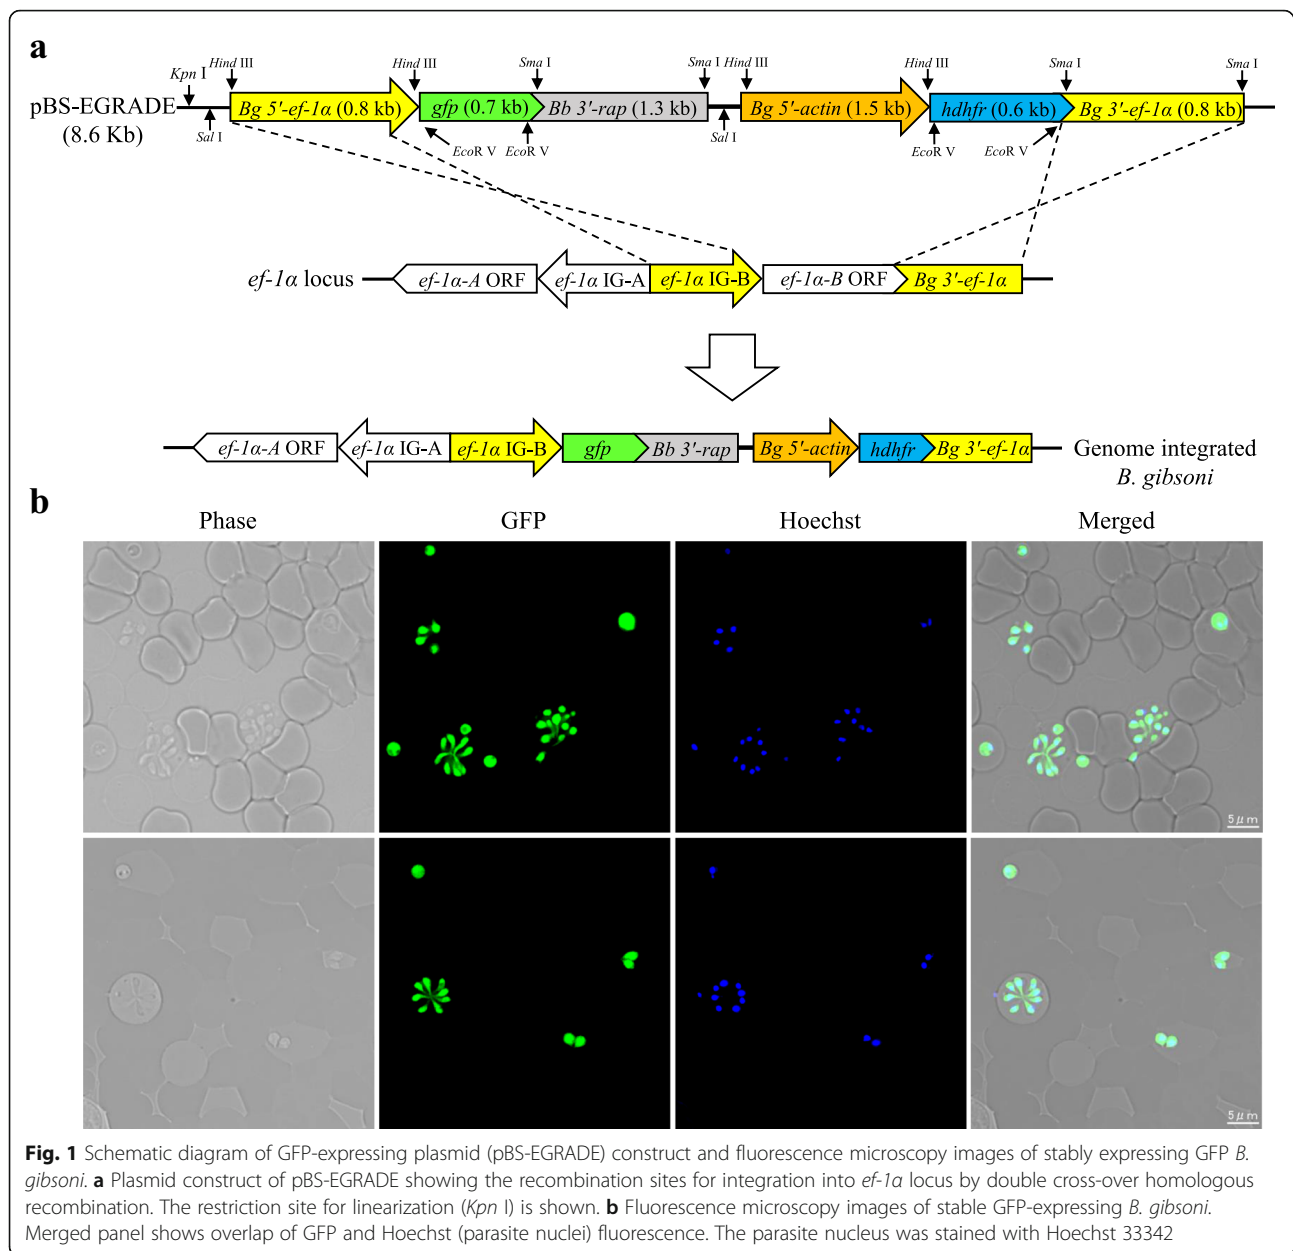 a
Hind III Hind III Sma I Sma I Hind III Hind III Sma I Sma I
Kpn I
pBS-EGRADE Bg 5'-ef-1α (0.8 kb) gfp (0.7 kb) Bb 3'-rap (1.3 kb) Bg 5'-actin (1.5 kb) hdhfr (0.6 kb) Bg 3'-ef-1α (0.8 kb)
(8.6 Kb) Sal I EcoR V EcoR V Sal I EcoR V EcoR V
ef-1α locus ef-1α-A ORF ef-1α IG-A ef-1α IG-B ef-1α-B ORF Bg 3'-ef-1α
ef-1α-A ORF ef-1α IG-A ef-1α IG-B gfp Bb 3'-rap Bg 5'-actin hdhfr Bg 3'-ef-1α Genome integrated
B. gibsoni
b
Phase GFP Hoechst Merged
5μm
5μm
Fig. 1 Schematic diagram of GFP-expressing plasmid (pBS-EGRADE) construct and fluorescence microscopy images of stably expressing GFP B.
gibsoni. a Plasmid construct of pBS-EGRADE showing the recombination sites for integration into ef-1α locus by double cross-over homologous
recombination. The restriction site for linearization (Kpn I) is shown. b Fluorescence microscopy images of stable GFP-expressing B. gibsoni.
Merged panel shows overlap of GFP and Hoechst (parasite nuclei) fluorescence. The parasite nucleus was stained with Hoechst 33342